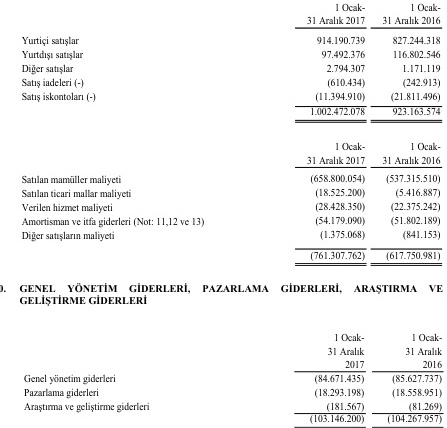 1 Ocak- 1 Ocak-
31 Aralık 2017 31 Aralık 2016
Yurtiçi satışlar 914.190.739 827.244.318
Yurtdışı satışlar 97.492.376 116.802.546
Diğer satışlar 2.794.307 1.171.119
Satış iadeleri (-) (610.434) (242.913)
Satış iskontoları (-) (11.394.910) (21.811.496)
1.002.472.078 923.163.574
1 Ocak- 1 Ocak-
31 Aralık 2017 31 Aralık 2016
Satılan mamüller maliyeti (658.800.054) (537.315.510)
Satılan ticari mallar maliyeti (18.525.200) (5.416.887)
Verilen hizmet maliyeti (28.428.350) (22.375.242)
Amortisman ve itfa giderleri (Not: 11,12 ve 13) (54.179.090) (51.802.189)
Diğer satışların maliyeti (1.375.068) (841.153)
(761.307.762) (617.750.981)
0. GENEL YÖNETİM GİDERLERİ, PAZARLAMA GİDERLERİ, ARAŞTIRMA VE
GELİŞTİRME GİDERLERİ
1 Ocak- 1 Ocak-
31 Aralık 31 Aralık
2017 2016
Genel yönetim giderleri (84.671.435) (85.627.737)
Pazarlama giderleri (18.293.198) (18.558.951)
Araştırma ve geliştirme giderleri (181.567) (81.269)
(103.146.200) (104.267.957)